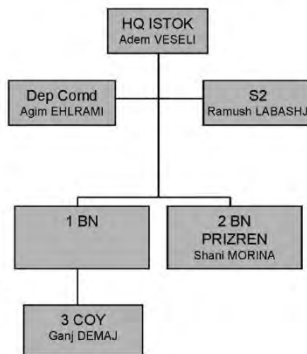 HQ ISTOK
Adem VESELI
Dep Comd
Agim EHLRAMI
S2
Ramush LABASHJ
1 BN
2 BN
PRIZREN
Shani MORINA
3 COY
Ganj DEMAJ